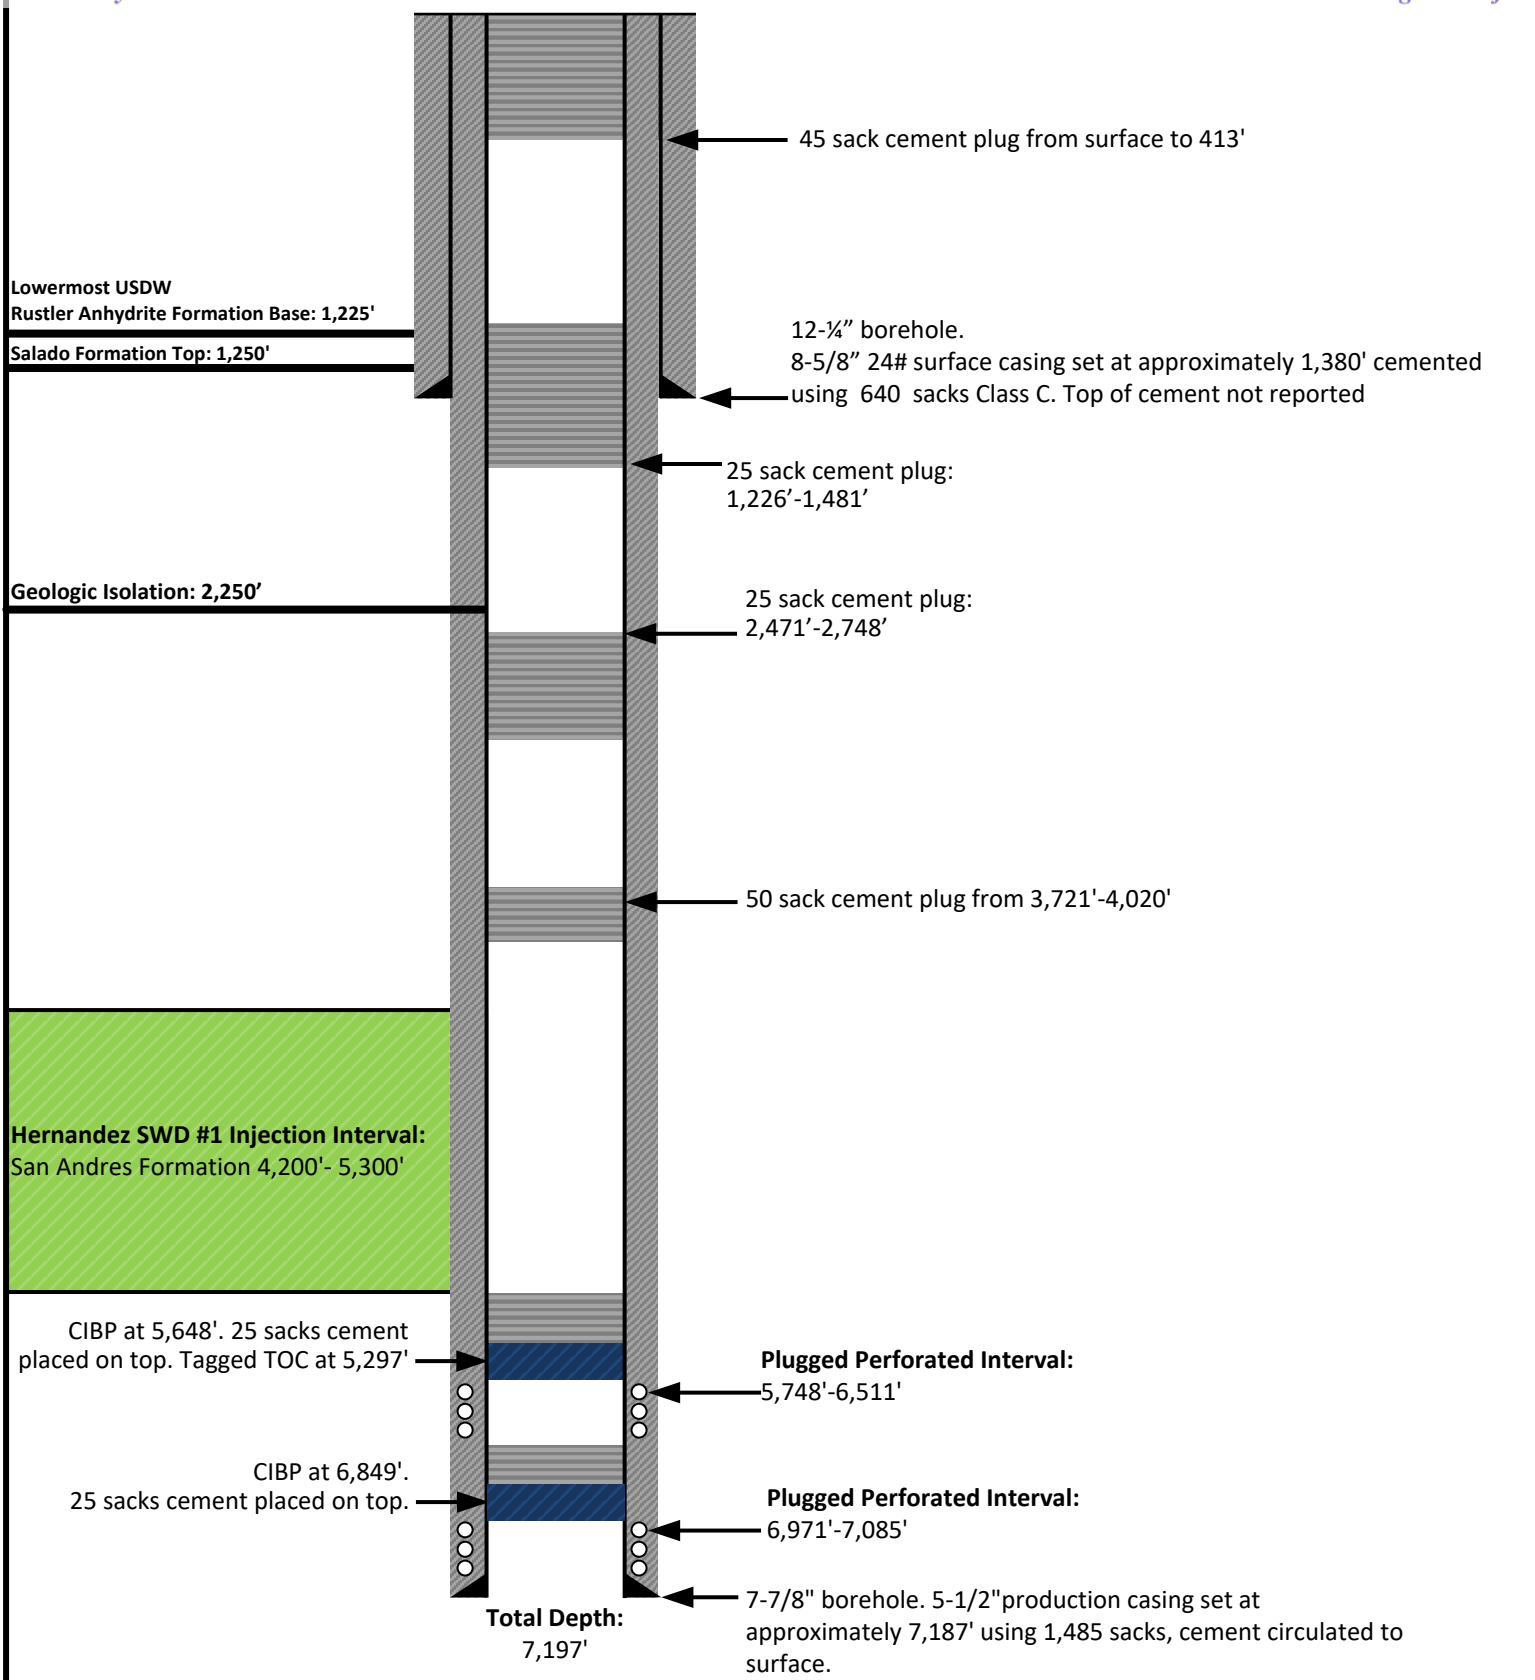 45 sack cement plug from surface to 413'
Lowermost USDW
Rustler Anhydrite Formation Base: 1,225'
Salado Formation Top: 1,250'
12-¼” borehole.
8-5/8” 24# surface casing set at approximately 1,380' cemented
using 640 sacks Class C. Top of cement not reported
25 sack cement plug:
1,226’-1,481’
Geologic Isolation: 2,250’
25 sack cement plug:
2,471’-2,748’
50 sack cement plug from 3,721'-4,020'
Hernandez SWD #1 Injection Interval:
San Andres Formation 4,200'- 5,300'
CIBP at 5,648'. 25 sacks cement
placed on top. Tagged TOC at 5,297'
Plugged Perforated Interval:
5,748'-6,511'
CIBP at 6,849'.
25 sacks cement placed on top.
Plugged Perforated Interval:
6,971'-7,085'
7-7/8" borehole. 5-1/2"production casing set at
approximately 7,187' using 1,485 sacks, cement circulated to
surface.
Total Depth:
7,197'